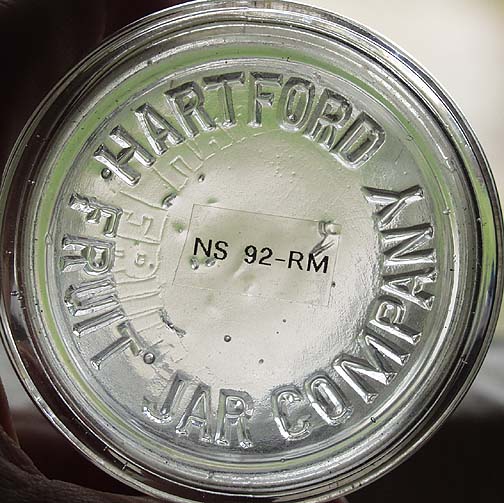 HARTFORD FRUIT JAR COMPANY
NS 92-RM